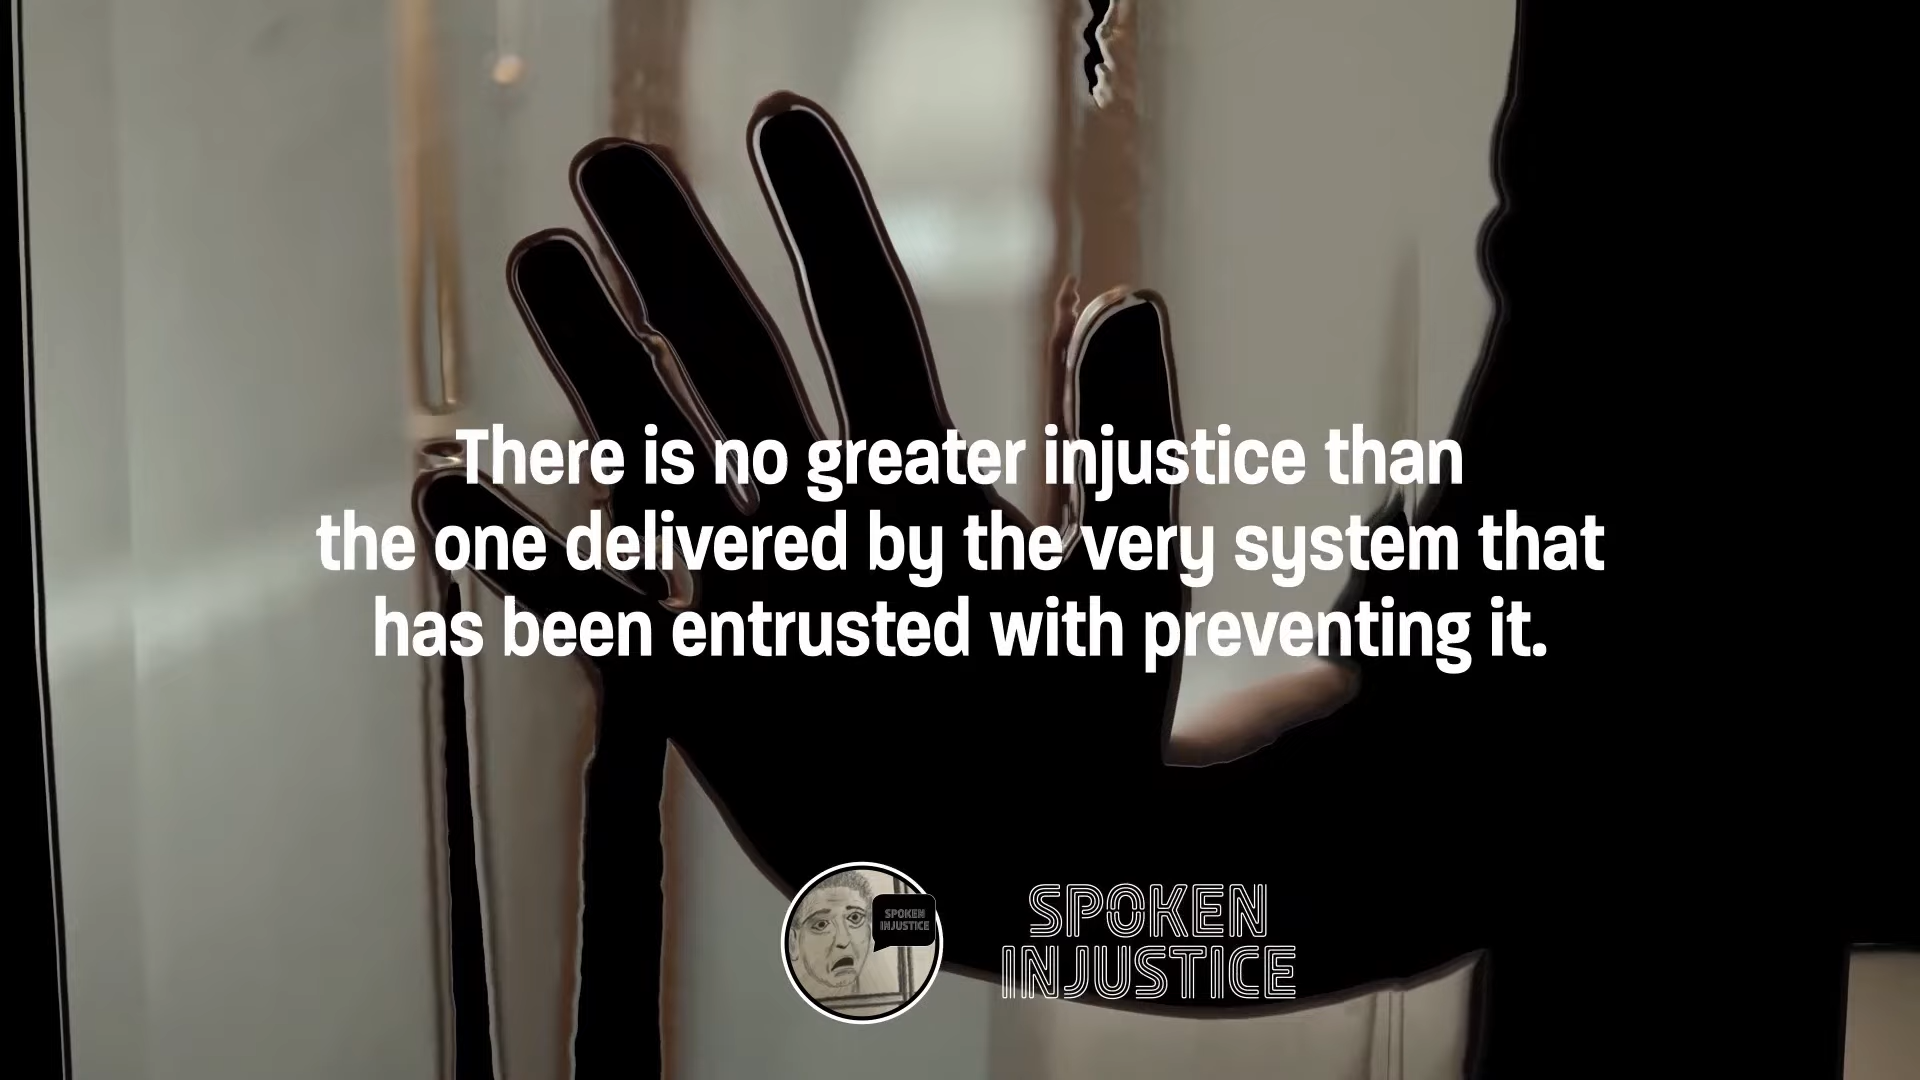 There is no greater injustice than
the one delivered by the very system that
has been entrusted with preventing it.
SPOKEN
INJUSTICE
SPOKEN
INJUSTICE